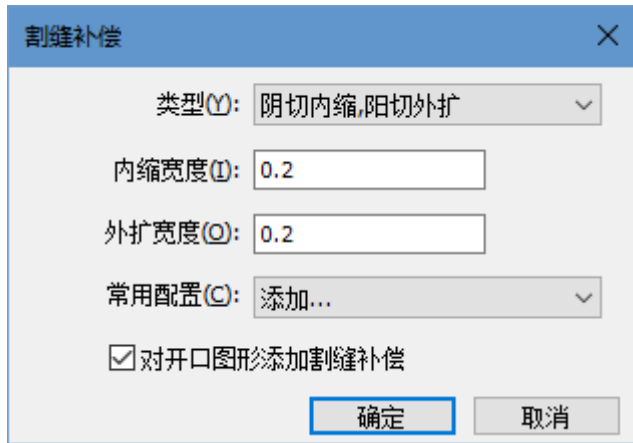 割缝补偿
类型(Y): 阴切内缩,阳切外扩
内缩宽度(I): 0.2
外扩宽度(O): 0.2
常用配置(C): 添加...
对开口图形添加割缝补偿
确定 取消